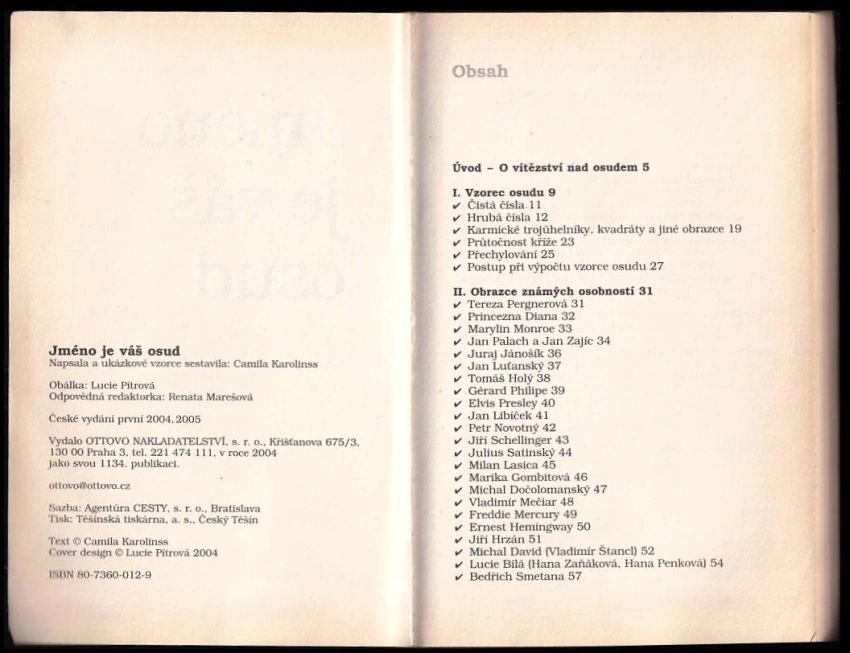 Jméno je váš osud
Napsala a ukázkové vzorce sestavila: Camila Karolinss
Obálka: Lucie Pítrová
Odpovědná redaktorka: Renata Marešová
České vydání první 2004, 2005
Vydalo OTTOVO NAKLADATELSTVÍ, s. r. o., Křišťanova 675/3,
130 00 Praha 3, tel. 221 474 111, v roce 2004
jako svou 1134. publikaci.
ottovo@ottovo.cz
Sazba: Agentúra CESTY, s. r. o., Bratislava
Tisk: Těšínská tiskárna, a. s., Český Těšín
Text © Camila Karolinss
Cover design © Lucie Pítrová 2004
ISBN 80-7360-012-9
Obsah
Úvod – O vítězství nad osudem 5
I. Vzorec osudu 9
✔ Čistá čísla 11
✔ Hrubá čísla 12
✔ Karmické trojúhelníky, kvadráty a jiné obrazce 19
✔ Průtočnost kříže 23
✔ Přechylování 25
✔ Postup při výpočtu vzorce osudu 27
II. Obrazce známých osobností 31
✔ Tereza Pergnerová 31
✔ Princezna Diana 32
✔ Marylin Monroe 33
✔ Jan Palach a Jan Zajíc 34
✔ Juraj Jánošík 36
✔ Jan Luťanský 37
✔ Tomáš Holý 38
✔ Gérard Philipe 39
✔ Elvis Presley 40
✔ Jan Libíček 41
✔ Petr Novotný 42
✔ Jiří Schellinger 43
✔ Julius Satinský 44
✔ Milan Lasica 45
✔ Marika Gombitová 46
✔ Michal Dočolomanský 47
✔ Vladimír Mečiar 48
✔ Freddie Mercury 49
✔ Ernest Hemingway 50
✔ Jiří Hrzán 51
✔ Michal David (Vladimír Štancl) 52
✔ Lucie Bílá (Hana Zaňáková, Hana Penková) 54
✔ Bedřich Smetana 57